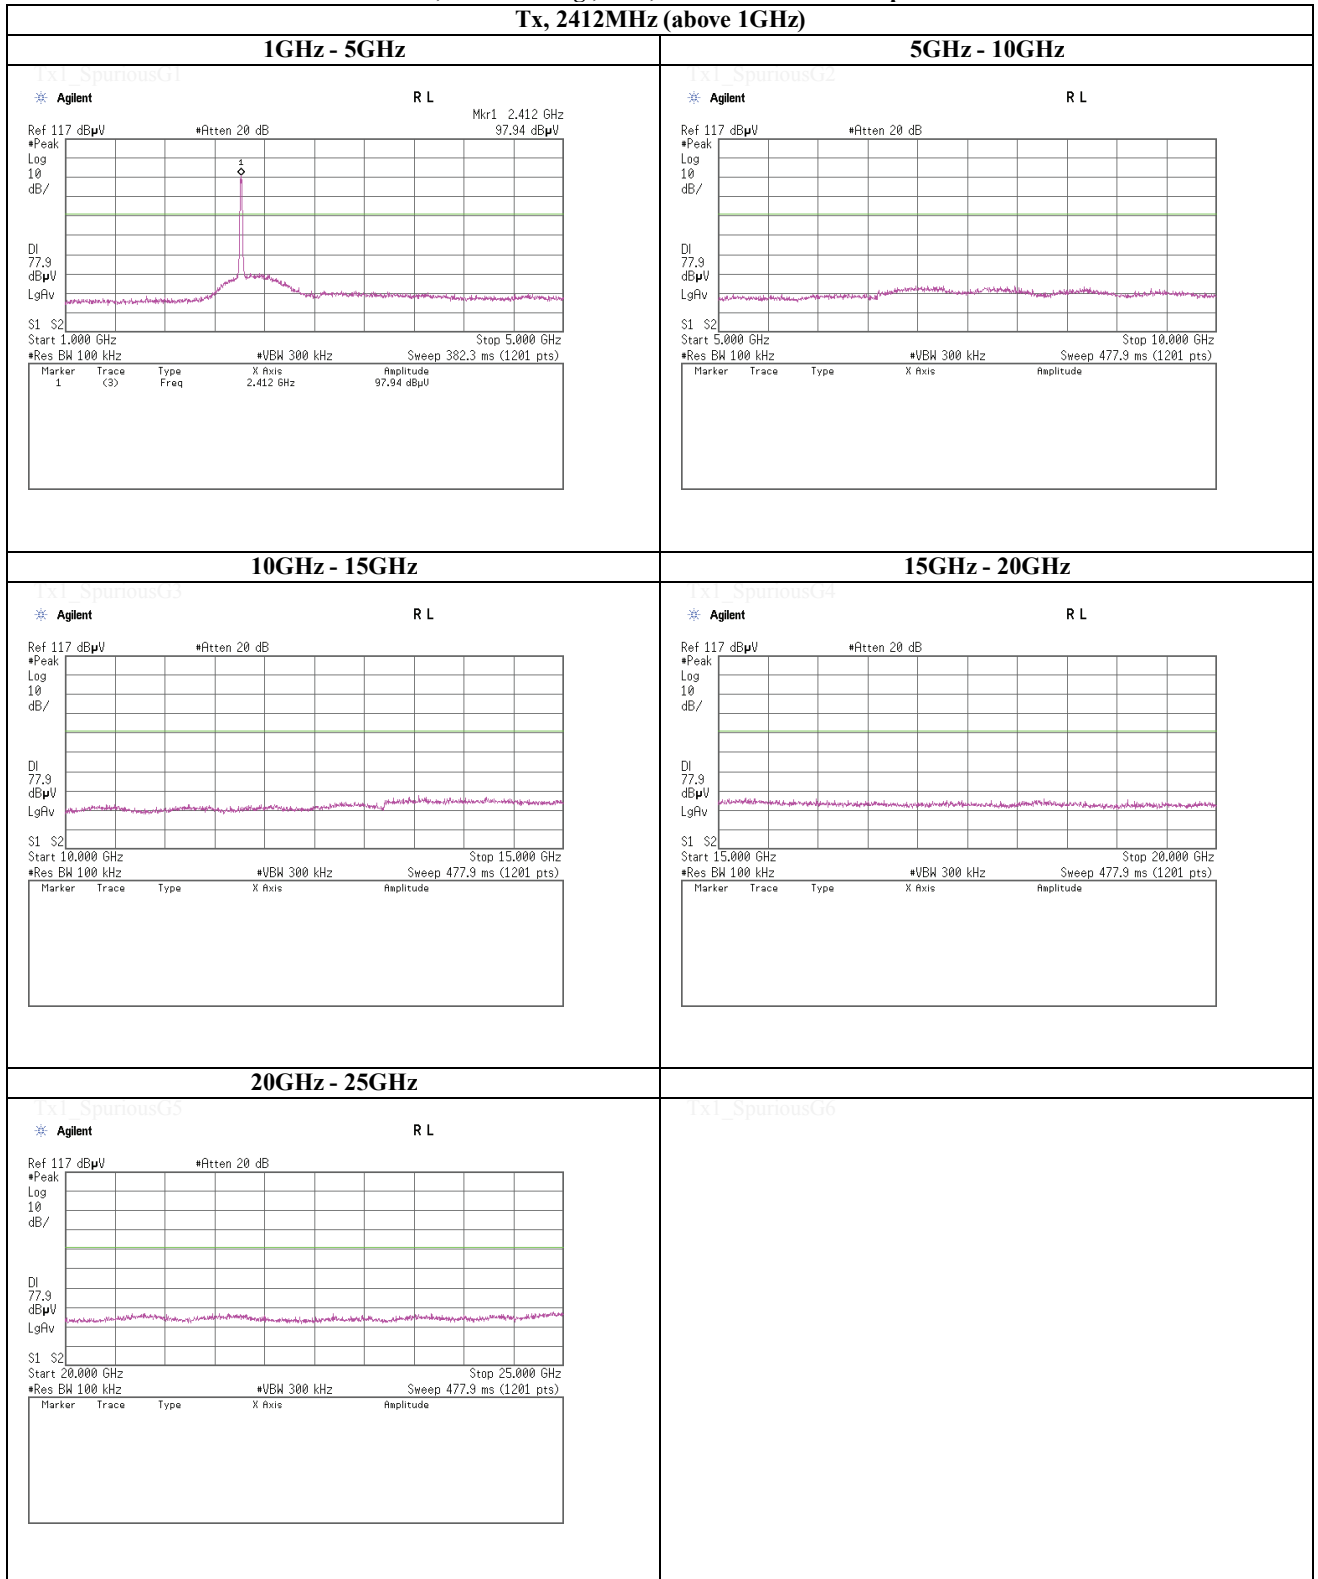 Tx, 2412MHz (above 1GHz)
1GHz - 5GHz
Tx1_SpuriousG1
Agilent
R L
Mkr1 2.412 GHz
Ref 117 dBµV #Atten 20 dB 97.94 dBµV
#Peak
Log
10
dB/
1
DI
77.9
dBµV
LgAv
S1 S2
Start 1.000 GHz Stop 5.000 GHz
#Res BW 100 kHz #VBW 300 kHz Sweep 382.3 ms (1201 pts)
Marker Trace Type X Axis Amplitude
1 (3) Freq 2.412 GHz 97.94 dBµV
5GHz - 10GHz
Tx1_SpuriousG2
Agilent
R L
Ref 117 dBµV #Atten 20 dB
#Peak
Log
10
dB/
DI
77.9
dBµV
LgAv
S1 S2
Start 5.000 GHz Stop 10.000 GHz
#Res BW 100 kHz #VBW 300 kHz Sweep 477.9 ms (1201 pts)
Marker Trace Type X Axis Amplitude
10GHz - 15GHz
Tx1_SpuriousG3
Agilent
R L
Ref 117 dBµV #Atten 20 dB
#Peak
Log
10
dB/
DI
77.9
dBµV
LgAv
S1 S2
Start 10.000 GHz Stop 15.000 GHz
#Res BW 100 kHz #VBW 300 kHz Sweep 477.9 ms (1201 pts)
Marker Trace Type X Axis Amplitude
15GHz - 20GHz
Tx1_SpuriousG4
Agilent
R L
Ref 117 dBµV #Atten 20 dB
#Peak
Log
10
dB/
DI
77.9
dBµV
LgAv
S1 S2
Start 15.000 GHz Stop 20.000 GHz
#Res BW 100 kHz #VBW 300 kHz Sweep 477.9 ms (1201 pts)
Marker Trace Type X Axis Amplitude
20GHz - 25GHz
Tx1_SpuriousG5
Agilent
R L
Ref 117 dBµV #Atten 20 dB
#Peak
Log
10
dB/
DI
77.9
dBµV
LgAv
S1 S2
Start 20.000 GHz Stop 25.000 GHz
#Res BW 100 kHz #VBW 300 kHz Sweep 477.9 ms (1201 pts)
Marker Trace Type X Axis Amplitude
Tx1_SpuriousG6